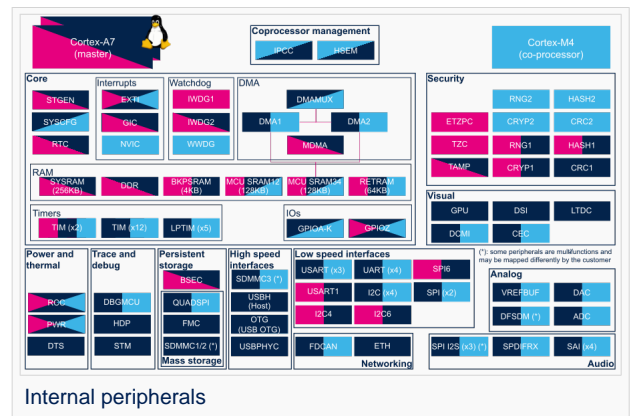 Cortex-A7
(master)
Coprocessor management
IPCC
HSEM
Cortex-M4
(co-processor)
Core
STGEN
SYSCFG
RTC
Interrupts
EXTI
GIC
NVIC
Watchdog
IWDG1
IWDG2
WWDG
DMA
DMAMUX
DMA1
DMA2
MDMA
Security
RNG2
HASH2
ETZPC
CRYP2
CRC2
TZC
RNG1
HASH1
TAMP
CRYP1
CRC1
RAM
SYSRAM
(256KB)
DDR
BKPSRAM
(4KB)
MCU SRAM12
(128KB)
MCU SRAM34
(128KB)
RETRAM
(64KB)
Timers
TIM (x2)
TIM (x12)
LPTIM (x5)
IOs
GPIOA-K
GPIOZ
Visual
GPU
DSI
LTDC
DCMI
CEC
(*): some peripherals are multifunctions and
may be mapped differently by the customer
Power and
thermal
RCC
PWR
DTS
Trace and
debug
DBGMCU
HDP
STM
Persistent
storage
BSEC
QUADSPI
FMC
SDMMC1/2 (*)
Mass storage
High speed
interfaces
SDMMC3 (*)
USBH
(Host)
OTG
(USB OTG)
USBPHYC
Low speed interfaces
USART (x3)
UART (x4)
SPI6
USART1
I2C (x4)
SPI (x2)
I2C4
I2C6
FDCAN
ETH
Networking
Analog
VREFBUF
DAC
DFSDM (*)
ADC
SPI I2S (x3) (*)
SPDIFRX
SAI (x4)
Audio
Internal peripherals